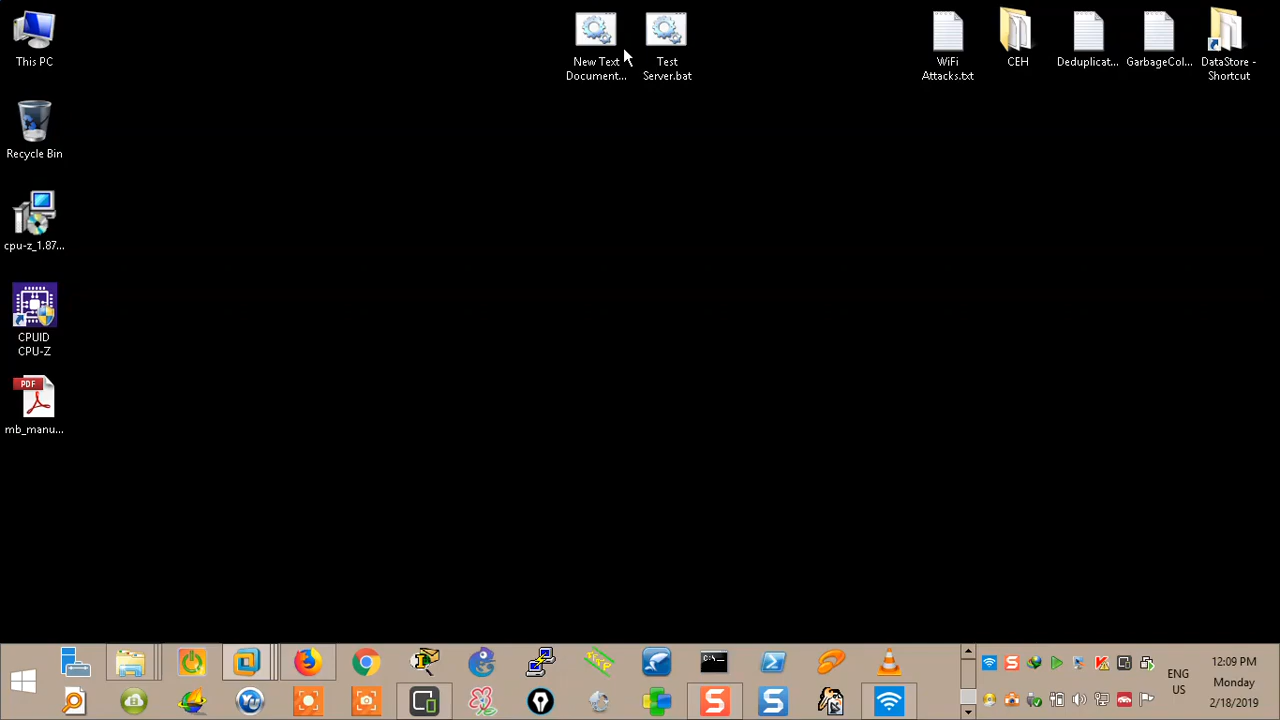 This PC
New Text
Document...
Test
Server.bat
WiFi
Attacks.txt
CEH
Deduplicat...
GarbageCol...
DataStore -
Shortcut
Recycle Bin
cpu-z_1.87...
CPUID
CPU-Z
PDF
mb_manu...
12:09 PM
ENG
US
Monday
2/18/2019